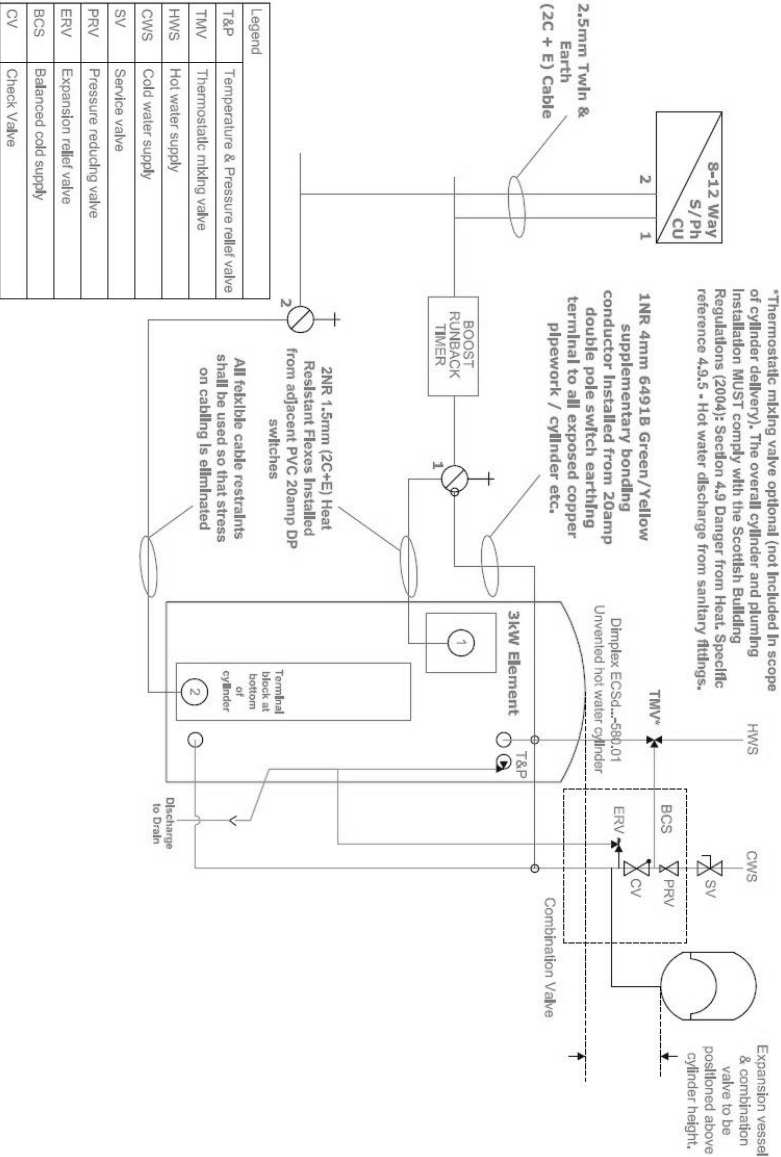 *Thermostatic mixing valve optional (not included in scope
of cylinder delivery). The overall cylinder and pluming
installation MUST comply with the Scottish Building
Regulations (2004): Section 4.9 Danger from Heat. Specific
reference 4.9.5 - Hot water discharge from sanitary fittings.
HWS
CWS
Expansion vessel
& combination
valve to be
positioned above
cylinder height.
8-12 Way
S/Ph
CU
2
1
2.5mm Twin &
Earth
(2C + E) Cable
1NR 4mm 6491B Green/Yellow
supplementary bonding
conductor installed from 20amp
double pole switch earthing
terminal to all exposed copper
pipework / cylinder etc.
TMV*
BCS
SV
PRV
CV
ERV
Combination Valve
Dimplex ECSd...-580.01
Unvented hot water cylinder
BOOST
RUNBACK
TIMER
1
2
2NR 1.5mm (2C+E) Heat
Resistant Flexes Installed
from adjacent PVC 20amp DP
switches
All felxible cable restraints
shall be used so that stress
on cabling is eliminated
3kW Element
T&P
1
Terminal
block at
bottom
of
cylinder
2
Discharge
to Drain
Legend
T&P Temperature & Pressure relief valve
TMV Thermostatic mixing valve
HWS Hot water supply
CWS Cold water supply
SV Service valve
PRV Pressure reducing valve
ERV Expansion relief valve
BCS Balanced cold supply
CV Check Valve